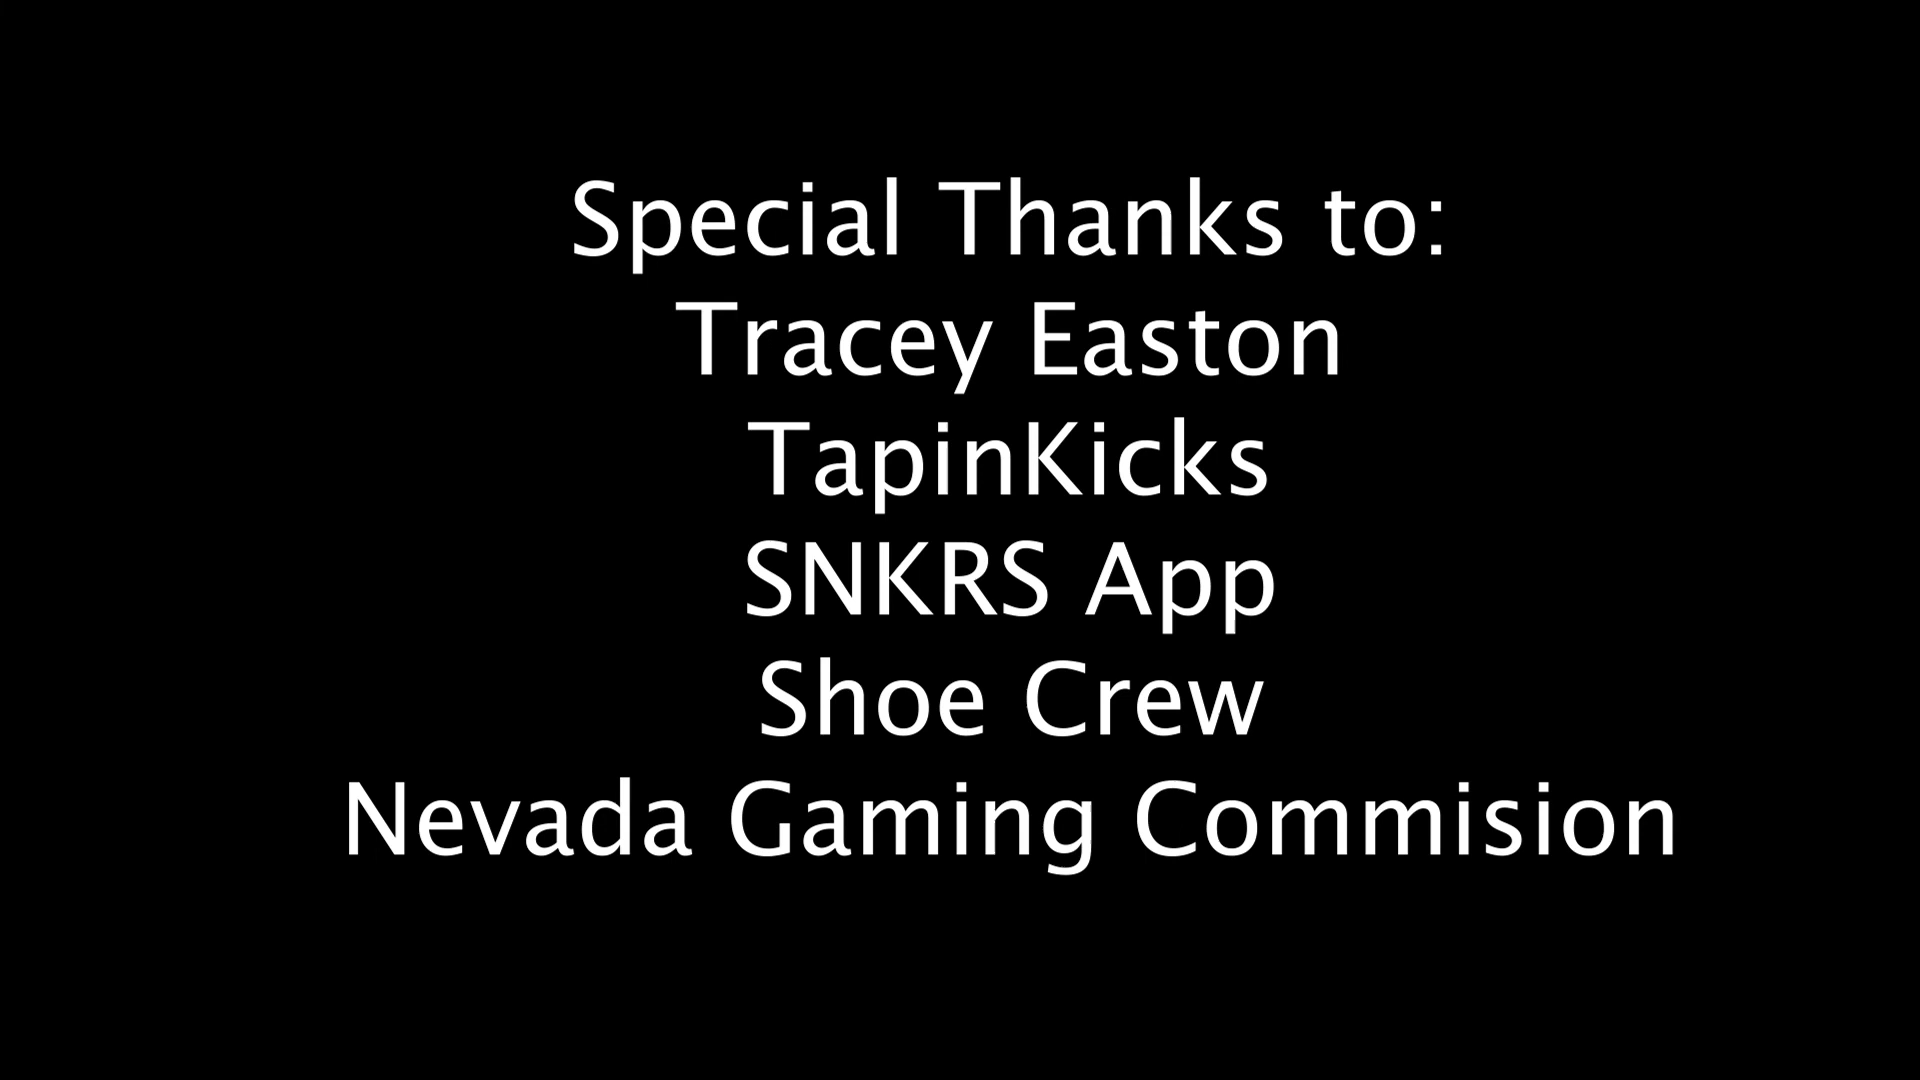 Special Thanks to:
Tracey Easton
TapinKicks
SNKRS App
Shoe Crew
Nevada Gaming Commision